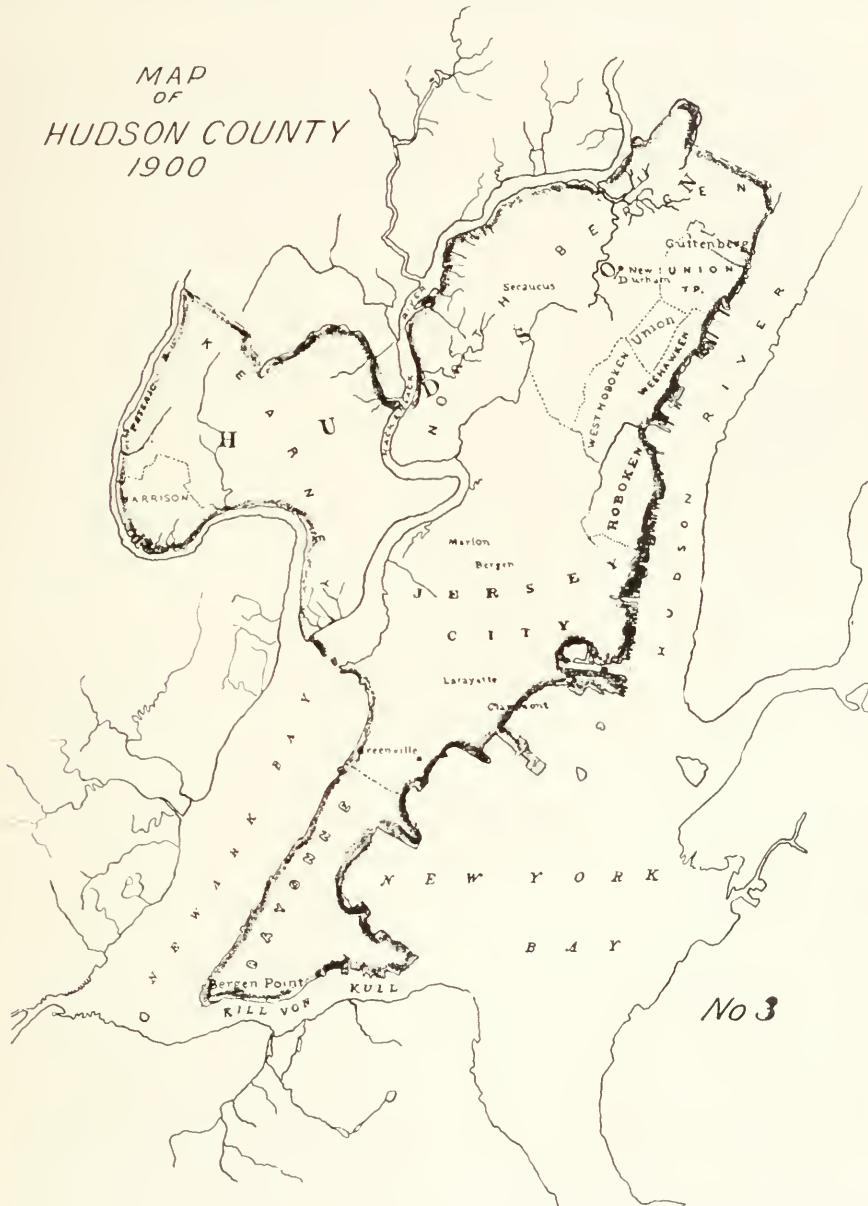 MAP
OF
HUDSON COUNTY
1900
HUDSON
NORTH BERGEN
Guttenberg
New Durham
UNION
T.P.
Secaucus
Union
WEEHAWKEN
WEST HOBOKEN
HOBOKEN
HUDSON RIVER
KEARNEY
PASSAIC R.
HARRISON
HACKENSACK RIVER
Marion
Bergen
JERSEY
CITY
Lafayette
Claremont
Greenville
NEWARK BAY
BAYONNE
NEW YORK
BAY
Bergen Point
KILL VON KULL
No 3